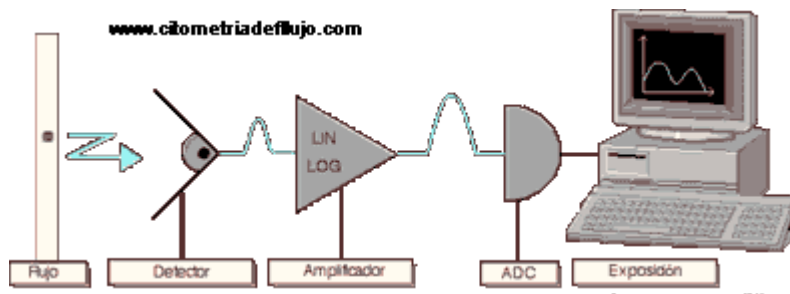 www.citometriadeflujo.com
LIN
LOG
Flujo
Detector
Amplificador
ADC
Exposición